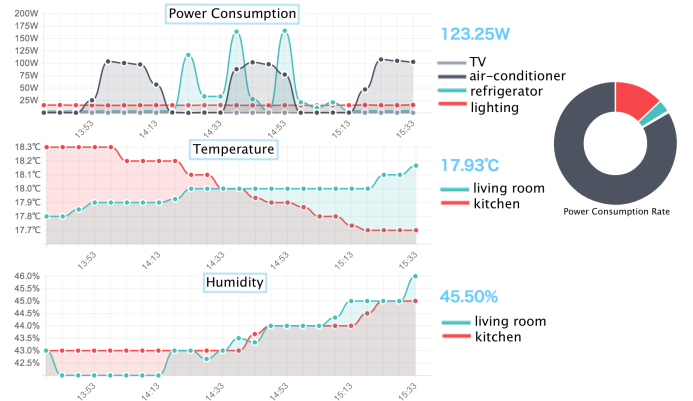 Power Consumption
200W
175W
150W
125W
100W
75W
50W
25W
13:53
14:13
14:33
14:53
15:13
15:33
123.25W
TV
air-conditioner
refrigerator
lighting
Power Consumption Rate
Temperature
18.3℃
18.2℃
18.1℃
18.0℃
17.9℃
17.8℃
17.7℃
13:53
14:13
14:33
14:53
15:13
15:33
17.93℃
living room
kitchen
Humidity
46.0%
45.5%
45.0%
44.5%
44.0%
43.5%
43.0%
42.5%
13:53
14:13
14:33
14:53
15:13
15:33
45.50%
living room
kitchen